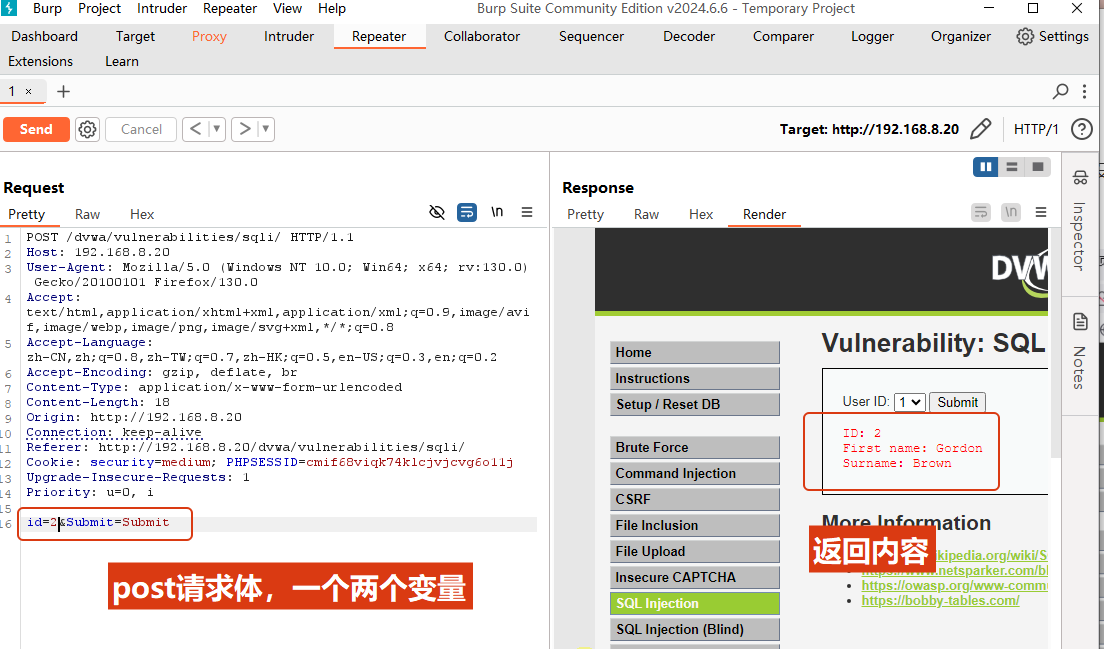 Burp Project Intruder Repeater View Help Burp Suite Community Edition v2024.6.6 - Temporary Project
Dashboard Target Proxy Intruder Repeater Collaborator Sequencer Decoder Comparer Logger Organizer Settings
Extensions Learn
1 × +
Send Cancel < > Target: http://192.168.8.20 HTTP/1 ?
Request
Pretty Raw Hex \n
1 POST /dvwa/vulnerabilities/sqli/ HTTP/1.1
2 Host: 192.168.8.20
3 User-Agent: Mozilla/5.0 (Windows NT 10.0; Win64; x64; rv:130.0)
Gecko/20100101 Firefox/130.0
4 Accept:
text/html,application/xhtml+xml,application/xml;q=0.9,image/avi
f,image/webp,image/png,image/svg+xml,*/*;q=0.8
5 Accept-Language:
zh-CN,zh;q=0.8,zh-TW;q=0.7,zh-HK;q=0.5,en-US;q=0.3,en;q=0.2
6 Accept-Encoding: gzip, deflate, br
7 Content-Type: application/x-www-form-urlencoded
8 Content-Length: 18
9 Origin: http://192.168.8.20
10 Connection: keep-alive
11 Referer: http://192.168.8.20/dvwa/vulnerabilities/sqli/
12 Cookie: security=medium; PHPSESSID=cmif68viqk74klcjvjcvg6o11j
13 Upgrade-Insecure-Requests: 1
14 Priority: u=0, i
15
16 id=2&Submit=Submit
post请求体，一个两个变量
Response
Pretty Raw Hex Render \n
DVW
Home
Instructions
Setup / Reset DB
Brute Force
Command Injection
CSRF
File Inclusion
File Upload
Insecure CAPTCHA
SQL Injection
SQL Injection (Blind)
Vulnerability: SQL
User ID: 1 Submit
ID: 2
First name: Gordon
Surname: Brown
More Information
返回内容
kipedia.org/wiki/S
https://www.netsparker.com/bl
https://owasp.org/www-commu
https://bobby-tables.com/
Inspector
Notes